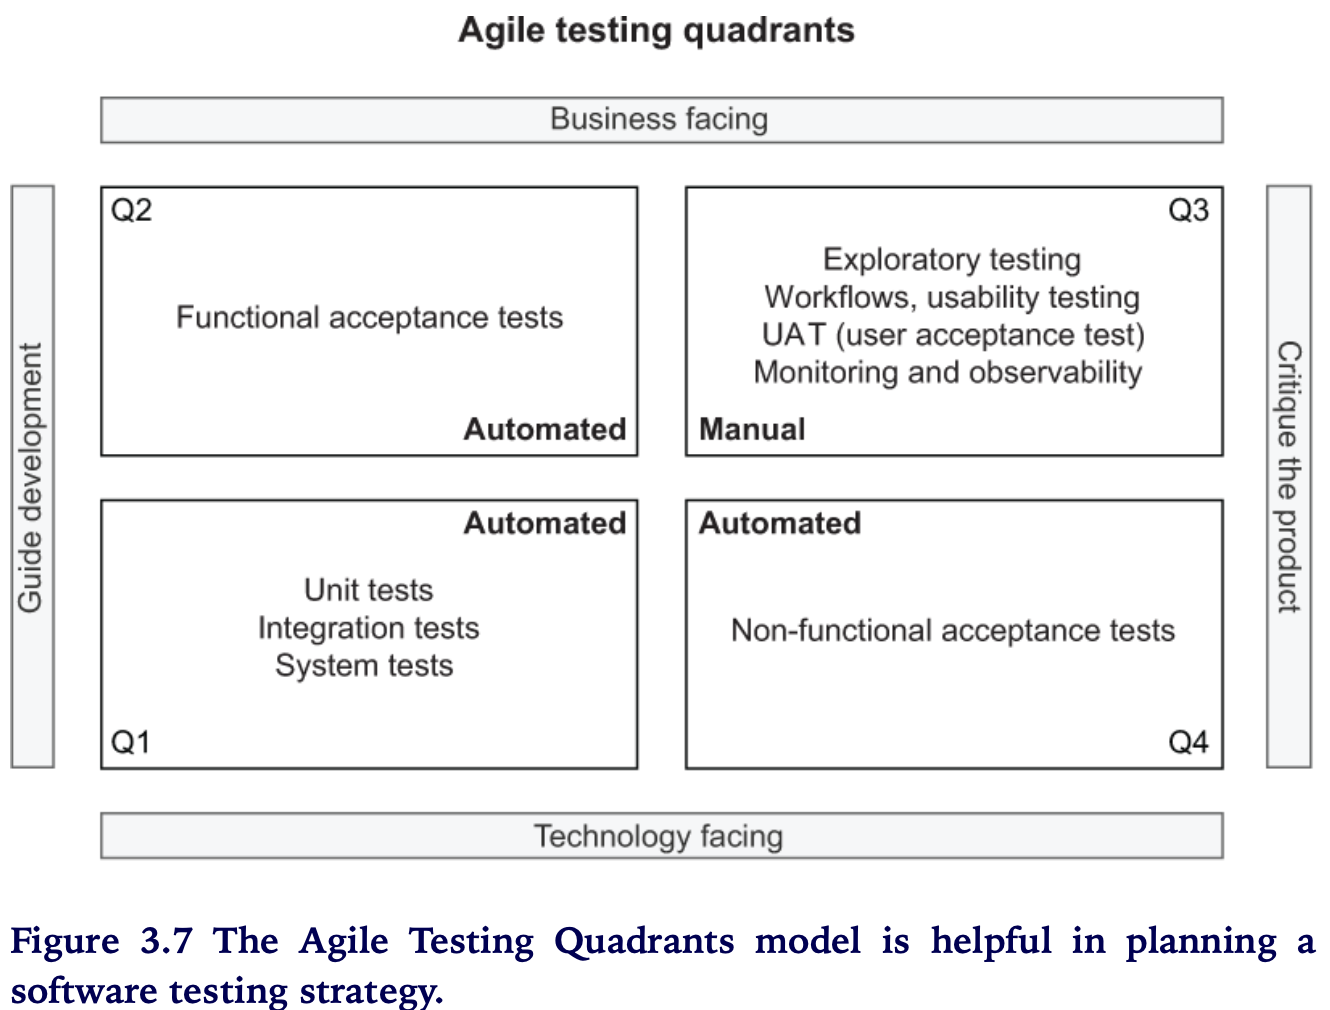 Agile testing quadrants
Business facing
Guide development
Q2
Functional acceptance tests
Automated
Q3
Exploratory testing
Workflows, usability testing
UAT (user acceptance test)
Monitoring and observability
Manual
Critique the product
Automated
Unit tests
Integration tests
System tests
Q1
Automated
Non-functional acceptance tests
Q4
Technology facing
Figure 3.7 The Agile Testing Quadrants model is helpful in planning a
software testing strategy.